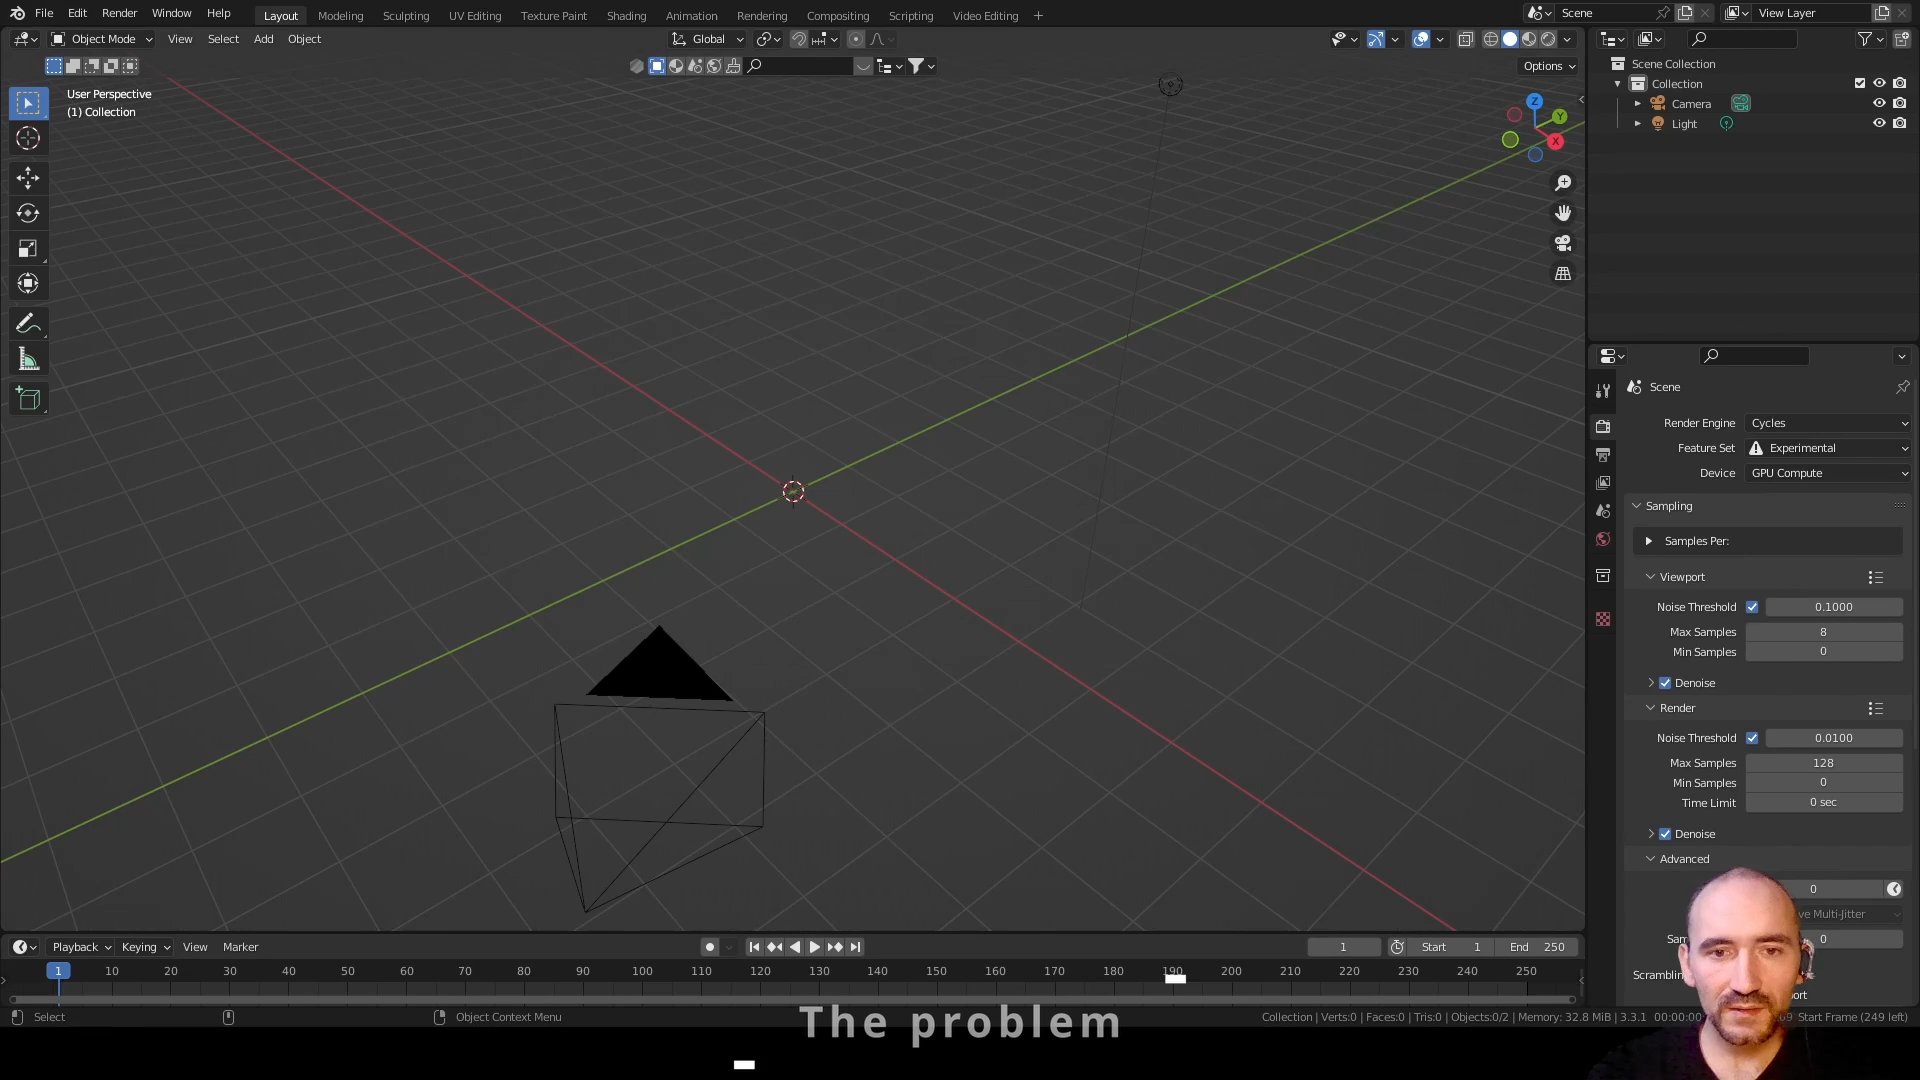 File Edit Render Window Help Layout Modeling Sculpting UV Editing Texture Paint Shading Animation Rendering Compositing Scripting Video Editing + Scene View Layer
Object Mode View Select Add Object Global
Options
User Perspective
(1) Collection
Z
Y
X
Scene Collection
Collection
Camera
Light
Scene
Render Engine Cycles
Feature Set Experimental
Device GPU Compute
Sampling
Samples Per:
Viewport
Noise Threshold 0.1000
Max Samples 8
Min Samples 0
Denoise
Render
Noise Threshold 0.0100
Max Samples 128
Min Samples 0
Time Limit 0 sec
Denoise
Advanced
0
ve Multi-Jitter
0
Playback Keying View Marker 1 Start 1 End 250
1 10 20 30 40 50 60 70 80 90 100 110 120 130 140 150 160 170 180 190 200 210 220 230 240 250
Select Object Context Menu Collection | Verts:0 | Faces:0 | Tris:0 | Objects:0/2 | Memory: 32.8 MiB | 3.3.1 00:00:00 Start Frame (249 left)
The problem